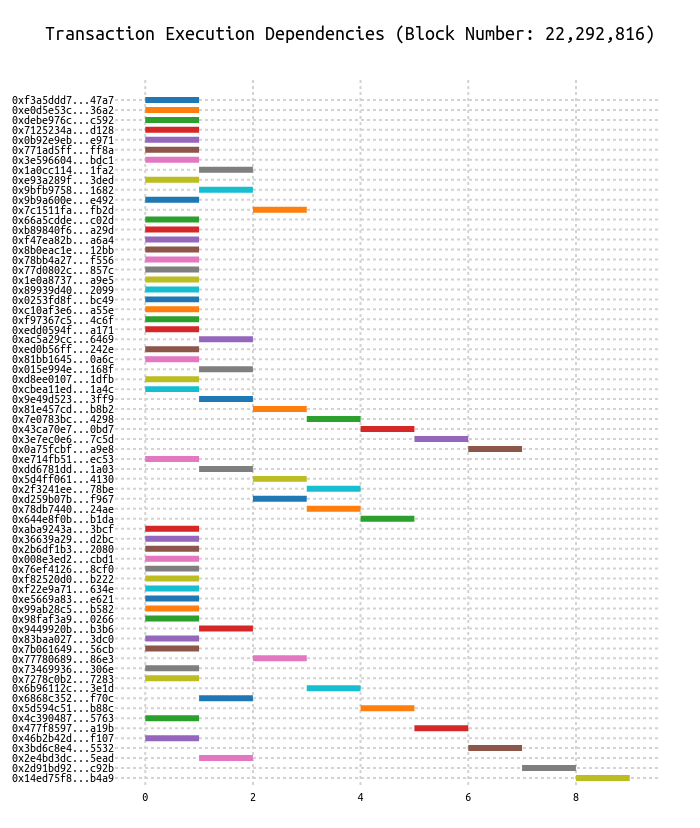 Transaction Execution Dependencies (Block Number: 22,292,816)
0xf3a5ddd7...47a7
0xe0d5e53c...36a2
0xdebe976c...c592
0x7125234a...d128
0x0b92e9eb...e971
0x771ad5ff...ff8a
0x3e596604...bdc1
0x1a0cc114...1fa2
0xe93a289f...3ded
0x9bfb9758...1682
0x9b9a600e...e492
0x7c1511fa...fb2d
0x66a5cdde...c02d
0xb89840f6...a29d
0xf47ea82b...a6a4
0x8b0eac1e...12bb
0x78bb4a27...f556
0x77d0802c...857c
0x1e0a8737...a9e5
0x89939d40...2099
0x0253fd8f...bc49
0xc10af3e6...a55e
0xf97367c5...4c6f
0xedd0594f...a171
0xac5a29cc...6469
0xed0b56ff...242e
0x81bb1645...0a6c
0x015e994e...168f
0xd8ee0107...1dfb
0xcbea11ed...1a4c
0x9e49d523...3ff9
0x81e457cd...b8b2
0x7e0783bc...4298
0x43ca70e7...0bd7
0x3e7ec0e6...7c5d
0x0a75fcbf...a9e8
0xe714fb51...ec53
0xdd6781dd...1a03
0x5d4ff061...4130
0x2f3241ee...78be
0xd259b07b...f967
0x78db7440...24ae
0x644e8f0b...b1da
0xaba9243a...3bcf
0x36639a29...d2bc
0x2b6df1b3...2080
0x008e3ed2...cbd1
0x76ef4126...8cf0
0xf82520d0...b222
0xf22e9a71...634e
0xe5669a83...e621
0x99ab28c5...b582
0x98faf3a9...0266
0x9449920b...b3b6
0x83baa027...3dc0
0x7b061649...56cb
0x77780689...86e3
0x73469936...306e
0x7278c0b2...7283
0x6b96112c...3e1d
0x6868c352...f70c
0x5d594c51...b88c
0x4c390487...5763
0x477f8597...a19b
0x46b2b42d...f107
0x3bd6c8e4...5532
0x2e4bd3dc...5ead
0x2d91bd92...c92b
0x14ed75f8...b4a9
0 2 4 6 8